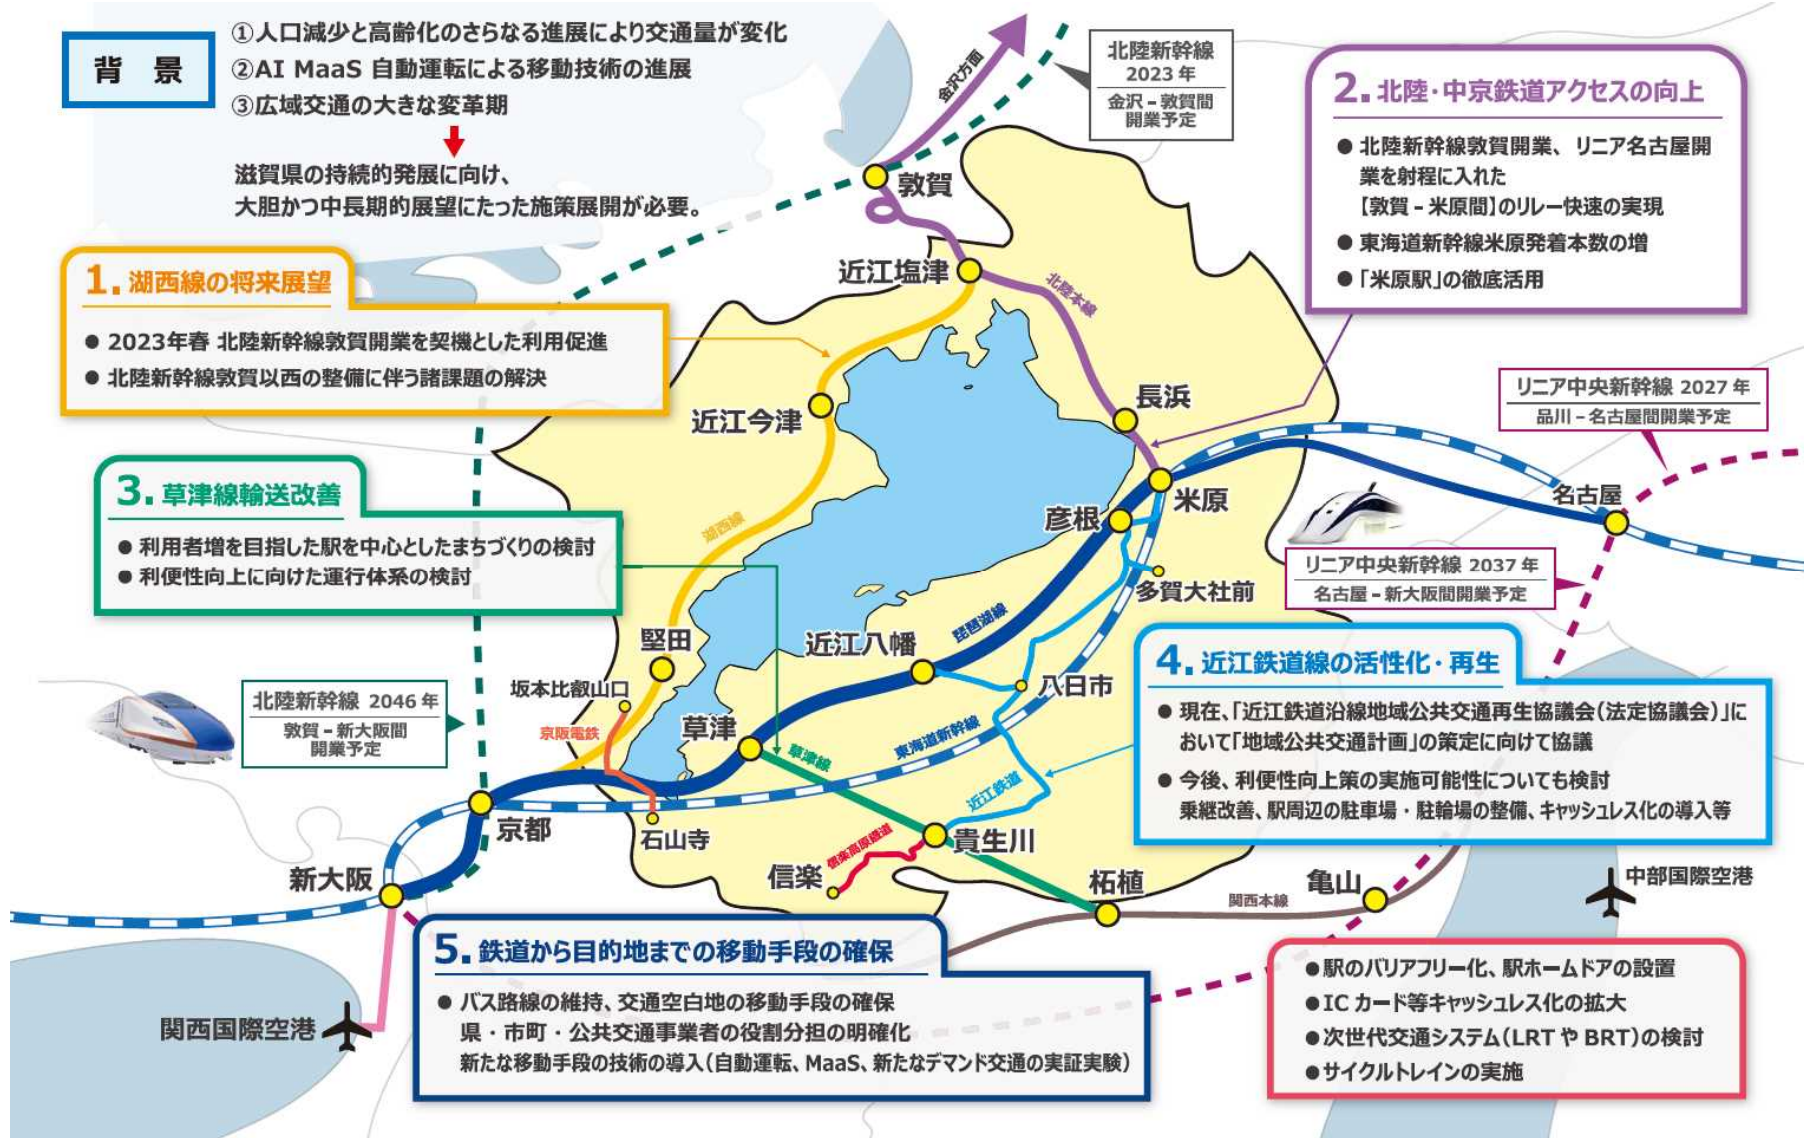 背 景
①人口減少と高齢化のさらなる進展により交通量が変化
②AI MaaS 自動運転による移動技術の進展
③広域交通の大きな変革期
滋賀県の持続的発展に向け、
大胆かつ中長期的展望にたった施策展開が必要。
金沢方面
北陸新幹線
2023 年
金沢－敦賀間
開業予定
2. 北陸・中京鉄道アクセスの向上
● 北陸新幹線敦賀開業、リニア名古屋開
業を射程に入れた
【敦賀－米原間】のリレー快速の実現
● 東海道新幹線米原発着本数の増
● 「米原駅」の徹底活用
敦賀
近江塩津
北陸本線
1. 湖西線の将来展望
● 2023年春 北陸新幹線敦賀開業を契機とした利用促進
● 北陸新幹線敦賀以西の整備に伴う諸課題の解決
近江今津
長浜
リニア中央新幹線 2027 年
品川－名古屋間開業予定
3. 草津線輸送改善
● 利用者増を目指した駅を中心としたまちづくりの検討
● 利便性向上に向けた運行体系の検討
湖西線
彦根
米原
名古屋
リニア中央新幹線 2037 年
名古屋－新大阪間開業予定
多賀大社前
琵琶湖線
堅田
近江八幡
坂本比叡山口
八日市
京阪電鉄
草津
草津線
東海道新幹線
近江鉄道
北陸新幹線 2046 年
敦賀－新大阪間
開業予定
4. 近江鉄道線の活性化・再生
● 現在、「近江鉄道沿線地域公共交通再生協議会(法定協議会)」に
おいて「地域公共交通計画」の策定に向けて協議
● 今後、利便性向上策の実施可能性についても検討
乗継改善、駅周辺の駐車場・駐輪場の整備、キャッシュレス化の導入等
京都
石山寺
貴生川
信楽高原鐵道
信楽
新大阪
柘植
関西本線
亀山
中部国際空港
5. 鉄道から目的地までの移動手段の確保
● バス路線の維持、交通空白地の移動手段の確保
県・市町・公共交通事業者の役割分担の明確化
新たな移動手段の技術の導入(自動運転、MaaS、新たなデマンド交通の実証実験)
関西国際空港
●駅のバリアフリー化、駅ホームドアの設置
●IC カード等キャッシュレス化の拡大
●次世代交通システム(LRT や BRT)の検討
●サイクルトレインの実施